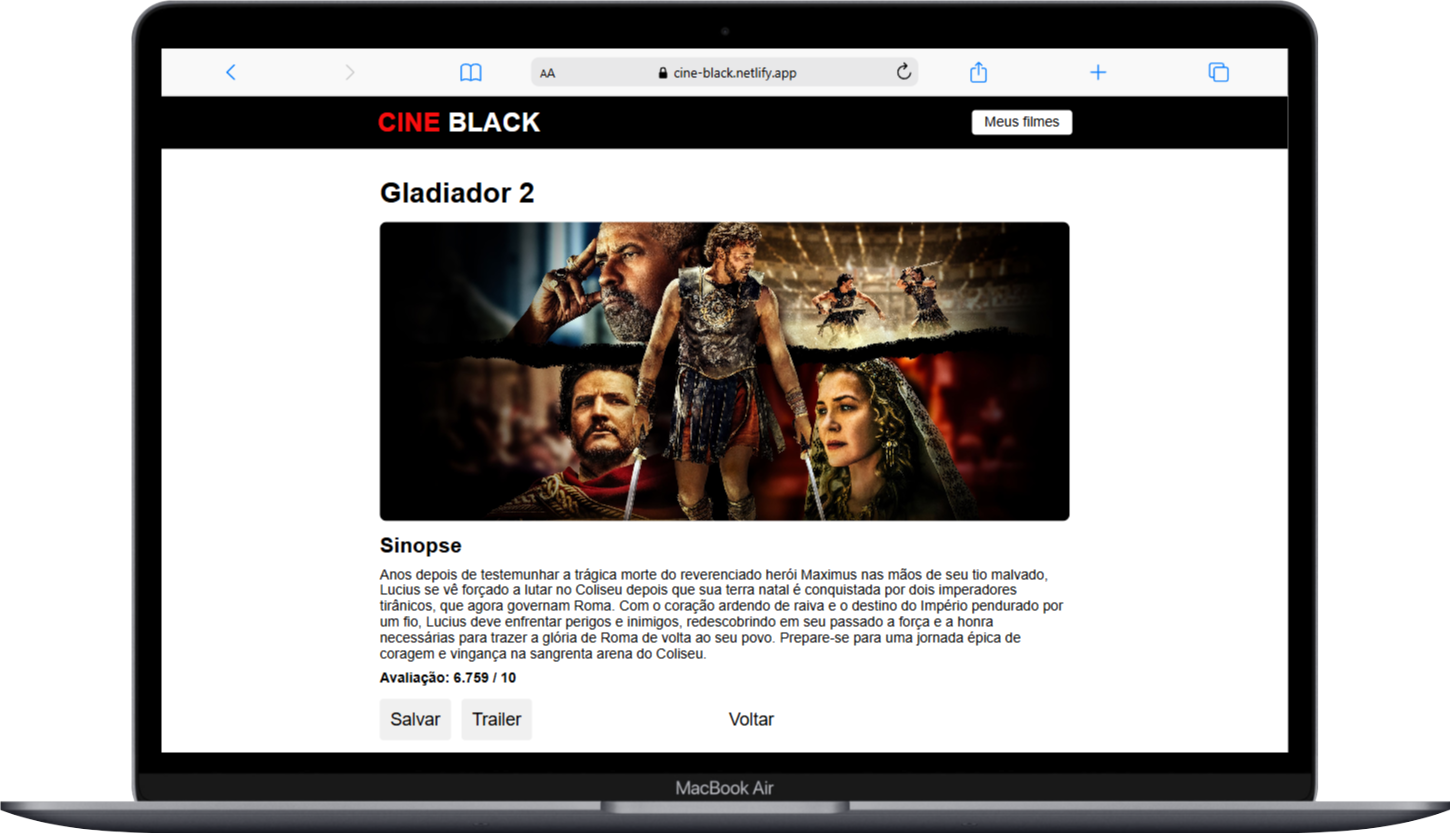 AA
cine-black.netlify.app
CINE BLACK
Meus filmes
Gladiador 2
Sinopse
Anos depois de testemunhar a trágica morte do reverenciado herói Maximus nas mãos de seu tio malvado,
Lucius se vê forçado a lutar no Coliseu depois que sua terra natal é conquistada por dois imperadores
tirânicos, que agora governam Roma. Com o coração ardendo de raiva e o destino do Império pendurado por
um fio, Lucius deve enfrentar perigos e inimigos, redescobrindo em seu passado a força e a honra
necessárias para trazer a glória de Roma de volta ao seu povo. Prepare-se para uma jornada épica de
coragem e vingança na sangrenta arena do Coliseu.
Avaliação: 6.759 / 10
Salvar
Trailer
Voltar
MacBook Air